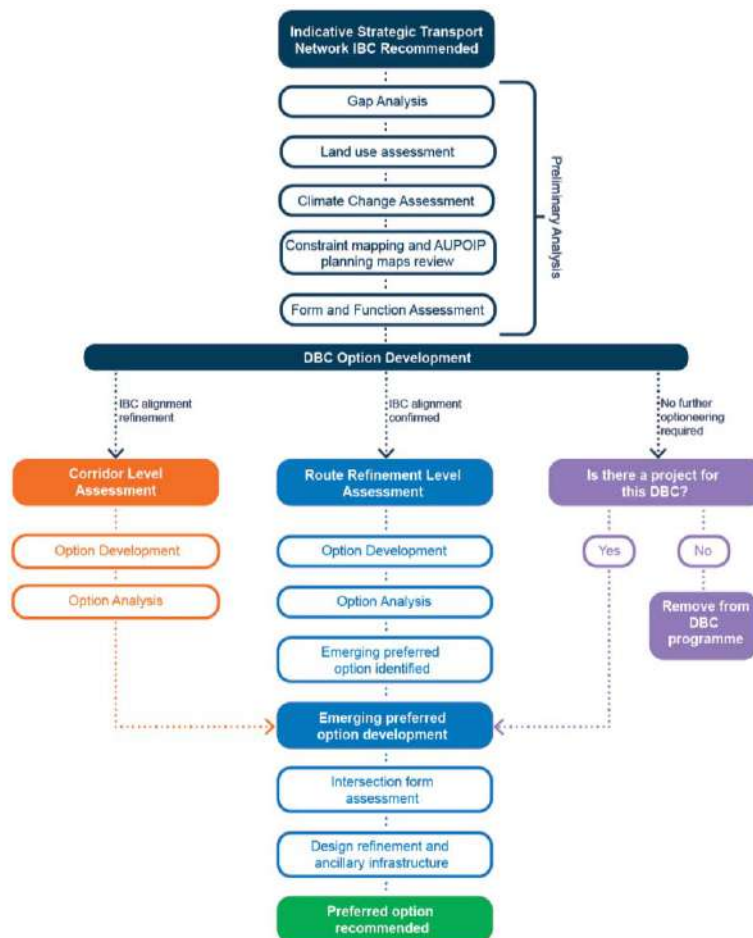 Indicative Strategic Transport
Network IBC Recommended
Gap Analysis
Land use assessment
Climate Change Assessment
Constraint mapping and AUPOIP
planning maps review
Form and Function Assessment
Preliminary Analysis
DBC Option Development
IBC alignment
refinement
IBC alignment
confirmed
No further
optioneering
required
Corridor Level
Assessment
Route Refinement Level
Assessment
Is there a project for
this DBC?
Option Development
Option Development
Yes
No
Option Analysis
Option Analysis
Remove from
DBC
programme
Emerging preferred
option identified
Emerging preferred
option development
Intersection form
assessment
Design refinement and
ancillary infrastructure
Preferred option
recommended